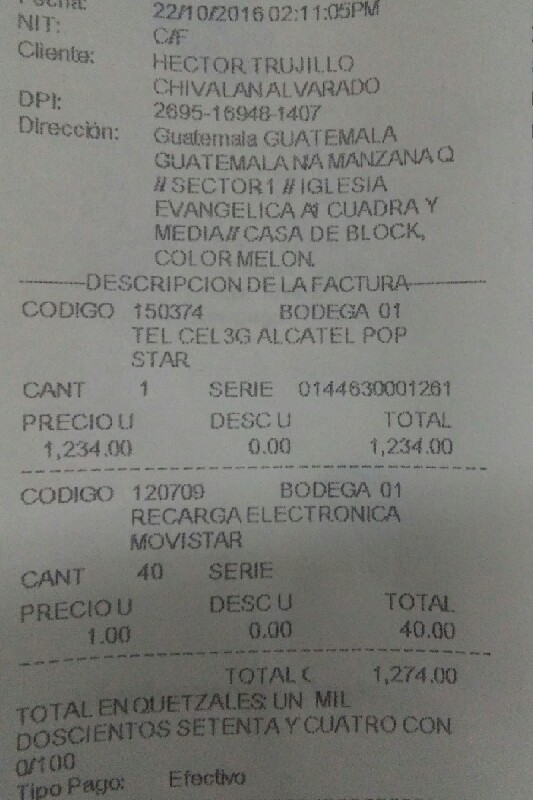 Fecha: 22/10/2016 02:11:05PM
NIT: C/F
Cliente: HECTOR TRUJILLO
CHIVALAN ALVARADO
DPI: 2695-16948-1407
Dirección: Guatemala GUATEMALA
GUATEMALA NA MANZANA Q
// SECTOR 1 // IGLESIA
EVANGELICA A1 CUADRA Y
MEDIA // CASA DE BLOCK,
COLOR MELON.
DESCRIPCION DE LA FACTURA
CODIGO 150374 BODEGA 01
TEL CEL 3G ALCATEL POP
STAR
CANT 1 SERIE 0144630001261
PRECIO U DESC U TOTAL
1,234.00 0.00 1,234.00
CODIGO 120709 BODEGA 01
RECARGA ELECTRONICA
MOVISTAR
CANT 40 SERIE
PRECIO U DESC U TOTAL
1.00 0.00 40.00
TOTAL Q 1,274.00
TOTAL EN QUETZALES: UN MIL
DOSCIENTOS SETENTA Y CUATRO CON
0/100
Tipo Pago: Efectivo